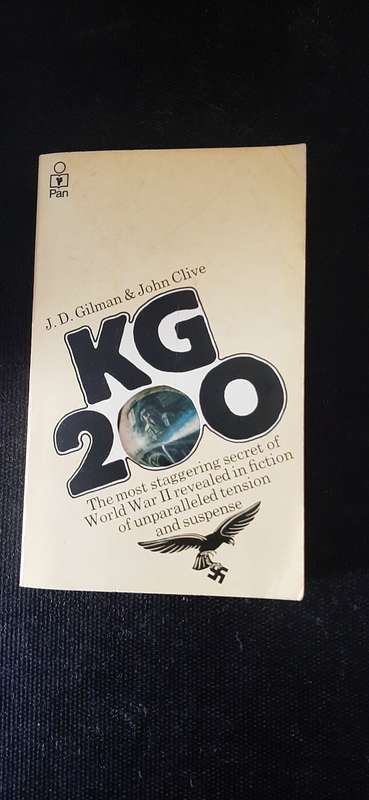 Pan
J. D. Gilman & John Clive
KG
200
The most staggering secret of
World War II revealed in fiction
of unparalleled tension
and suspense